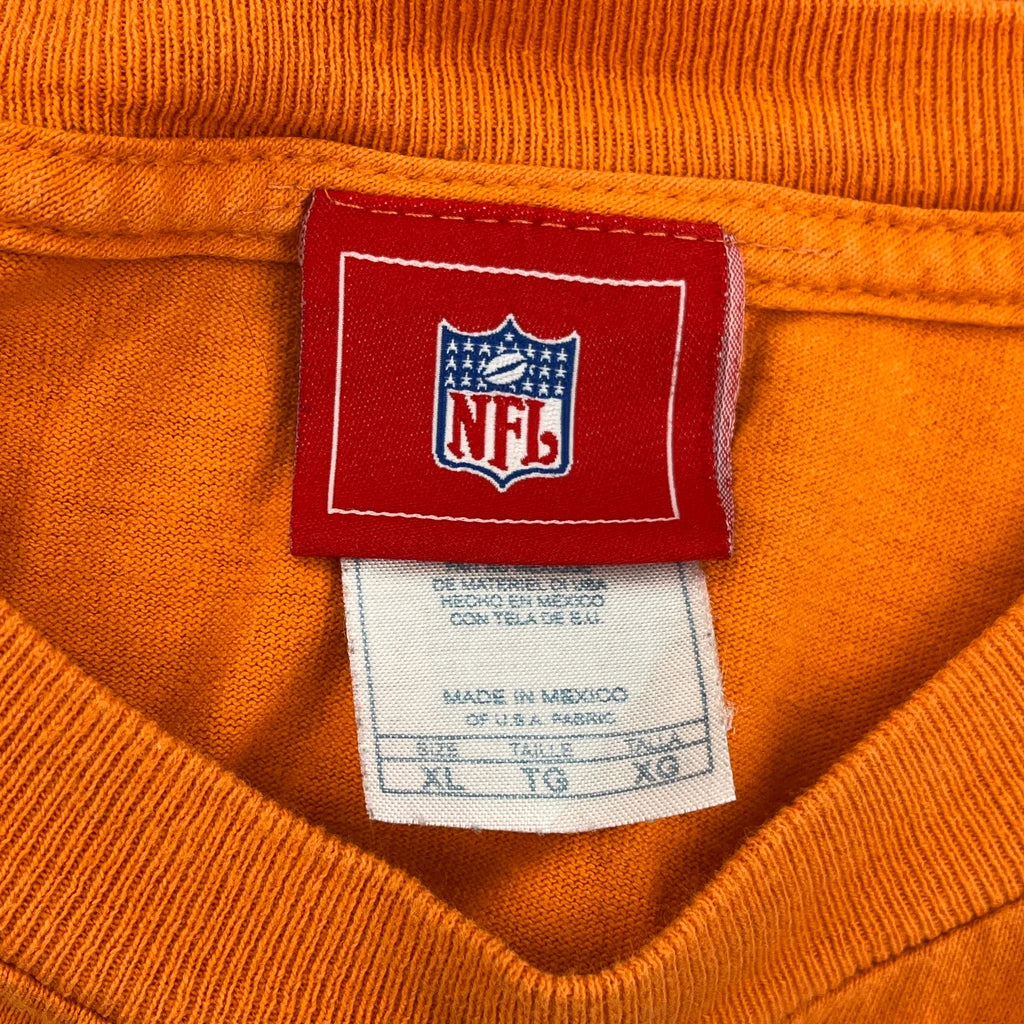 NFL
DE MATERIEL DI USA
HECHO EN MEXICO
CON TELA DE E.U.
MADE IN MEXICO
OF U.S.A. FABRIC
SIZE TAILLE TALLA
XL TG XG